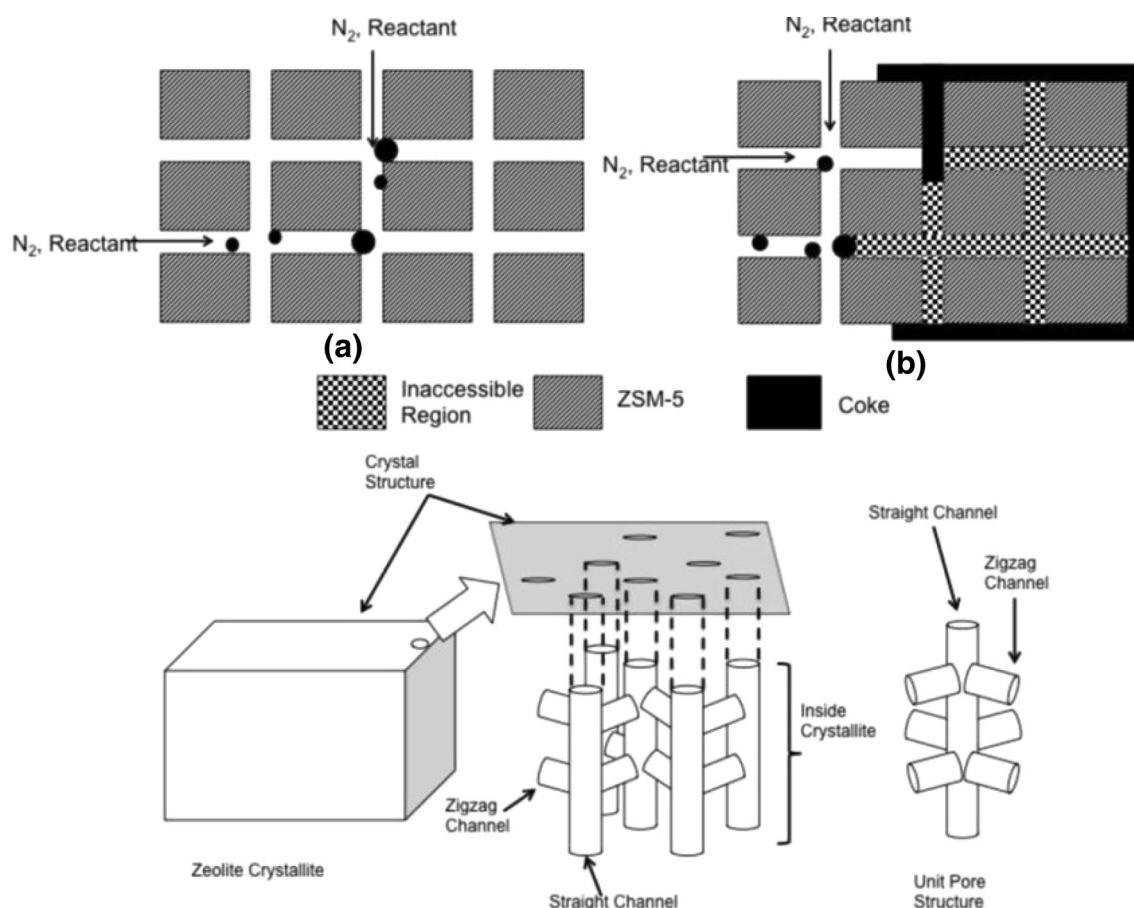 N2, Reactant
N2, Reactant
N2, Reactant
N2, Reactant
(a)
(b)
Inaccessible
Region
ZSM-5
Coke
Crystal
Structure
Straight Channel
Zigzag
Channel
Inside
Crystallite
Zigzag
Channel
Zeolite Crystallite
Straight Channel
Unit Pore
Structure